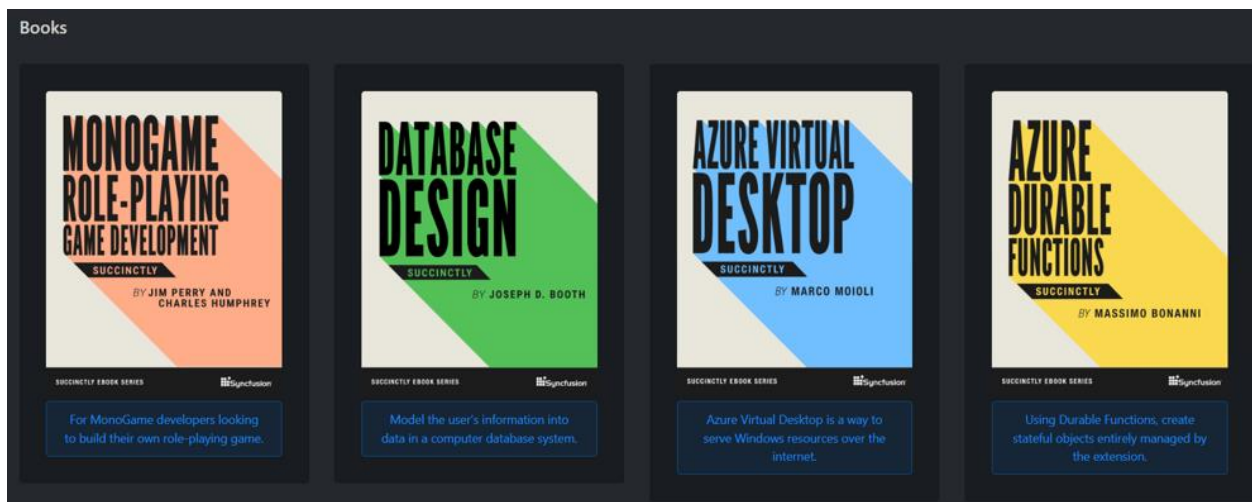 Books
MONOGAME
ROLE-PLAYING
GAME DEVELOPMENT
SUCCINCTLY
BY JIM PERRY AND
CHARLES HUMPHREY
SUCCINCTLY EBOOK SERIES
Syncfusion
For MonoGame developers looking
to build their own role-playing game.
DATABASE
DESIGN
SUCCINCTLY
BY JOSEPH D. BOOTH
SUCCINCTLY EBOOK SERIES
Syncfusion
Model the user's information into
data in a computer database system.
AZURE VIRTUAL
DESKTOP
SUCCINCTLY
BY MARCO MOIOLI
SUCCINCTLY EBOOK SERIES
Syncfusion
Azure Virtual Desktop is a way to
serve Windows resources over the
internet.
AZURE
DURABLE
FUNCTIONS
SUCCINCTLY
BY MASSIMO BONANNI
SUCCINCTLY EBOOK SERIES
Syncfusion
Using Durable Functions, create
stateful objects entirely managed by
the extension.